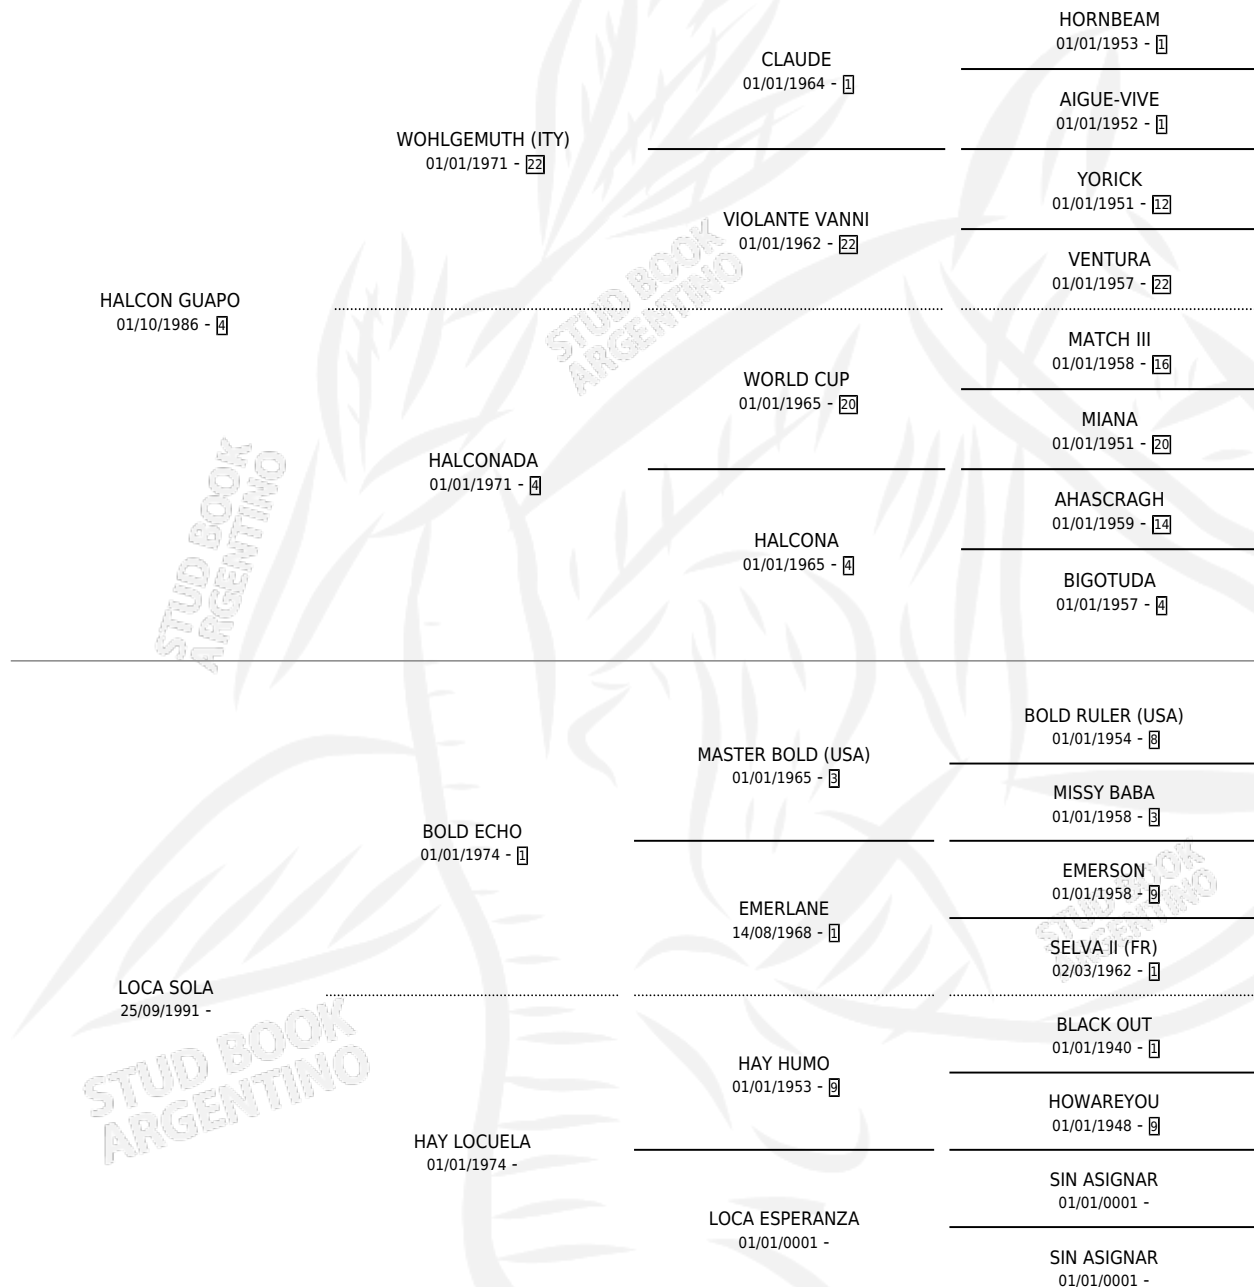 HORNBEAM
01/01/1953 - 1
CLAUDE
01/01/1964 - 1
AIGUE-VIVE
01/01/1952 - 1
WOHLGEMUTH (ITY)
01/01/1971 - 22
YORICK
01/01/1951 - 12
VIOLANTE VANNI
01/01/1962 - 22
VENTURA
01/01/1957 - 22
HALCON GUAPO
01/10/1986 - 4
STUD BOOK
ARGENTINO
MATCH III
01/01/1958 - 16
WORLD CUP
01/01/1965 - 20
MIANA
01/01/1951 - 20
HALCONADA
01/01/1971 - 4
AHASCRAGH
01/01/1959 - 14
HALCONA
01/01/1965 - 4
BIGOTUDA
01/01/1957 - 4
STUD BOOK
ARGENTINO
BOLD RULER (USA)
01/01/1954 - 8
MASTER BOLD (USA)
01/01/1965 - 3
MISSY BABA
01/01/1958 - 3
BOLD ECHO
01/01/1974 - 1
EMERSON
01/01/1958 - 9
EMERLANE
14/08/1968 - 1
STUD BOOK
ARGENTINO
SELVA II (FR)
02/03/1962 - 1
LOCA SOLA
25/09/1991 -
STUD BOOK
ARGENTINO
BLACK OUT
01/01/1940 - 1
HAY HUMO
01/01/1953 - 9
HOWAREYOU
01/01/1948 - 9
HAY LOCUELA
01/01/1974 -
SIN ASIGNAR
01/01/0001 -
LOCA ESPERANZA
01/01/0001 -
SIN ASIGNAR
01/01/0001 -